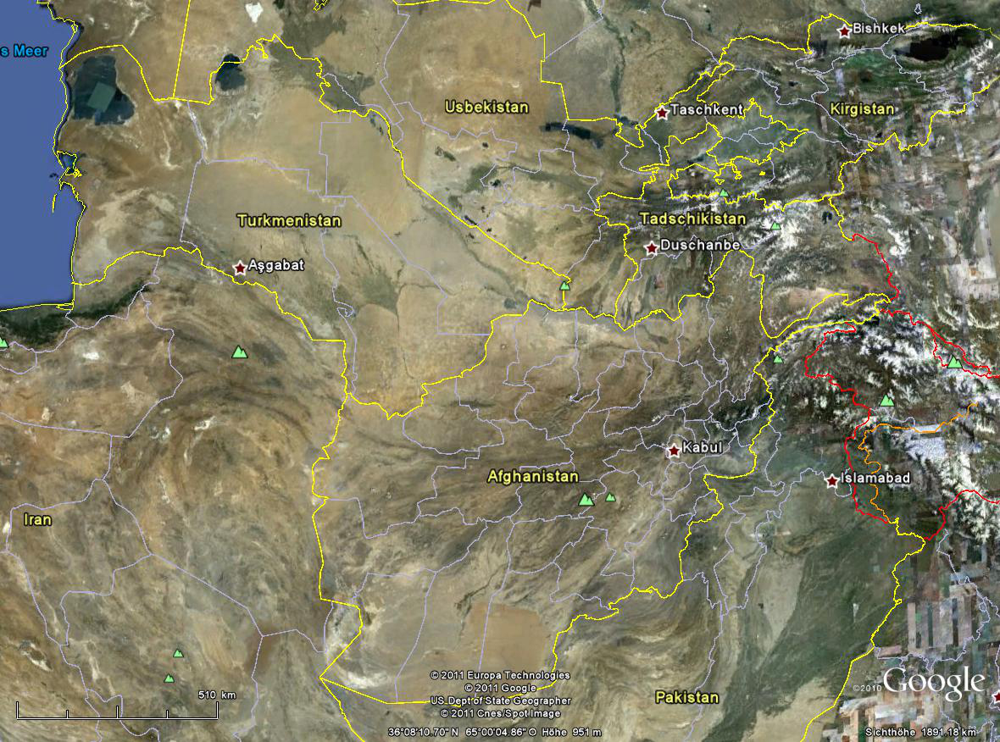 Bishkek
s Meer
Usbekistan
Taschkent
Kirgistan
Turkmenistan
Tadschikistan
Duschanbe
Aşgabat
Kabul
Afghanistan
Islamabad
Iran
510 km
© 2011 Europa Technologies
© 2011 Google
US Dept of State Geographer
© 2011 Cnes/Spot Image
Pakistan
©2010 Google
36°08'10.70" N 65°00'04.86" O Höhe 951 m
Sichthöhe 1891.18 km